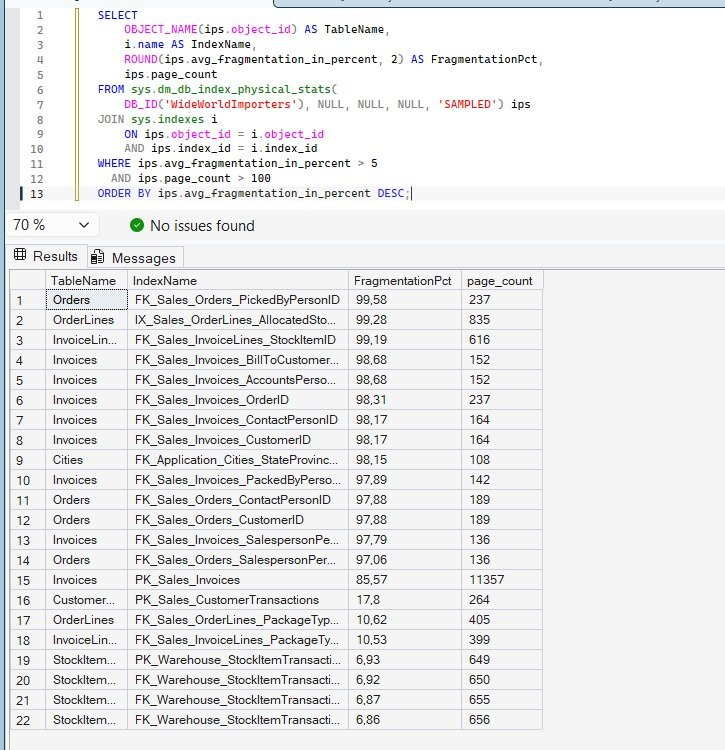 1 SELECT
2 OBJECT_NAME(ips.object_id) AS TableName,
3 i.name AS IndexName,
4 ROUND(ips.avg_fragmentation_in_percent, 2) AS FragmentationPct,
5 ips.page_count
6 FROM sys.dm_db_index_physical_stats(
7 DB_ID('WideWorldImporters'), NULL, NULL, NULL, 'SAMPLED') ips
8 JOIN sys.indexes i
9 ON ips.object_id = i.object_id
10 AND ips.index_id = i.index_id
11 WHERE ips.avg_fragmentation_in_percent > 5
12 AND ips.page_count > 100
13 ORDER BY ips.avg_fragmentation_in_percent DESC;
70 % No issues found
Results Messages
TableName IndexName FragmentationPct page_count
1 Orders FK_Sales_Orders_PickedByPersonID 99,58 237
2 OrderLines IX_Sales_OrderLines_AllocatedSto... 99,28 835
3 InvoiceLin... FK_Sales_InvoiceLines_StockItemID 99,19 616
4 Invoices FK_Sales_Invoices_BillToCustomer... 98,68 152
5 Invoices FK_Sales_Invoices_AccountsPerso... 98,68 152
6 Invoices FK_Sales_Invoices_OrderID 98,31 237
7 Invoices FK_Sales_Invoices_ContactPersonID 98,17 164
8 Invoices FK_Sales_Invoices_CustomerID 98,17 164
9 Cities FK_Application_Cities_StateProvinc... 98,15 108
10 Invoices FK_Sales_Invoices_PackedByPerso... 97,89 142
11 Orders FK_Sales_Orders_ContactPersonID 97,88 189
12 Orders FK_Sales_Orders_CustomerID 97,88 189
13 Invoices FK_Sales_Invoices_SalespersonPe... 97,79 136
14 Orders FK_Sales_Orders_SalespersonPer... 97,06 136
15 Invoices PK_Sales_Invoices 85,57 11357
16 Customer... PK_Sales_CustomerTransactions 17,8 264
17 OrderLines FK_Sales_OrderLines_PackageTyp... 10,62 405
18 InvoiceLin... FK_Sales_InvoiceLines_PackageTy... 10,53 399
19 StockItem... PK_Warehouse_StockItemTransacti... 6,93 649
20 StockItem... FK_Warehouse_StockItemTransacti... 6,92 650
21 StockItem... FK_Warehouse_StockItemTransacti... 6,87 655
22 StockItem... FK_Warehouse_StockItemTransacti... 6,86 656